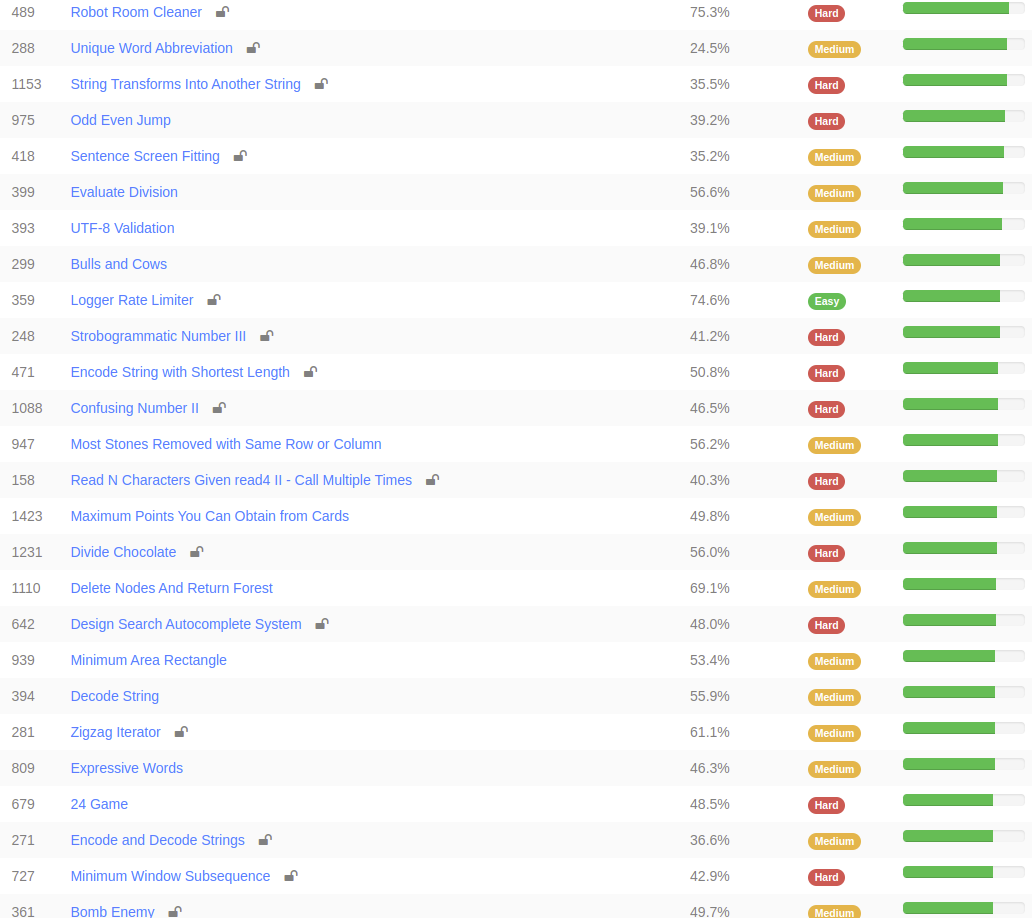 489 Robot Room Cleaner 75.3% Hard
288 Unique Word Abbreviation 24.5% Medium
1153 String Transforms Into Another String 35.5% Hard
975 Odd Even Jump 39.2% Hard
418 Sentence Screen Fitting 35.2% Medium
399 Evaluate Division 56.6% Medium
393 UTF-8 Validation 39.1% Medium
299 Bulls and Cows 46.8% Medium
359 Logger Rate Limiter 74.6% Easy
248 Strobogrammatic Number III 41.2% Hard
471 Encode String with Shortest Length 50.8% Hard
1088 Confusing Number II 46.5% Hard
947 Most Stones Removed with Same Row or Column 56.2% Medium
158 Read N Characters Given read4 II - Call Multiple Times 40.3% Hard
1423 Maximum Points You Can Obtain from Cards 49.8% Medium
1231 Divide Chocolate 56.0% Hard
1110 Delete Nodes And Return Forest 69.1% Medium
642 Design Search Autocomplete System 48.0% Hard
939 Minimum Area Rectangle 53.4% Medium
394 Decode String 55.9% Medium
281 Zigzag Iterator 61.1% Medium
809 Expressive Words 46.3% Medium
679 24 Game 48.5% Hard
271 Encode and Decode Strings 36.6% Medium
727 Minimum Window Subsequence 42.9% Hard
361 Bomb Enemy 49.7% Medium